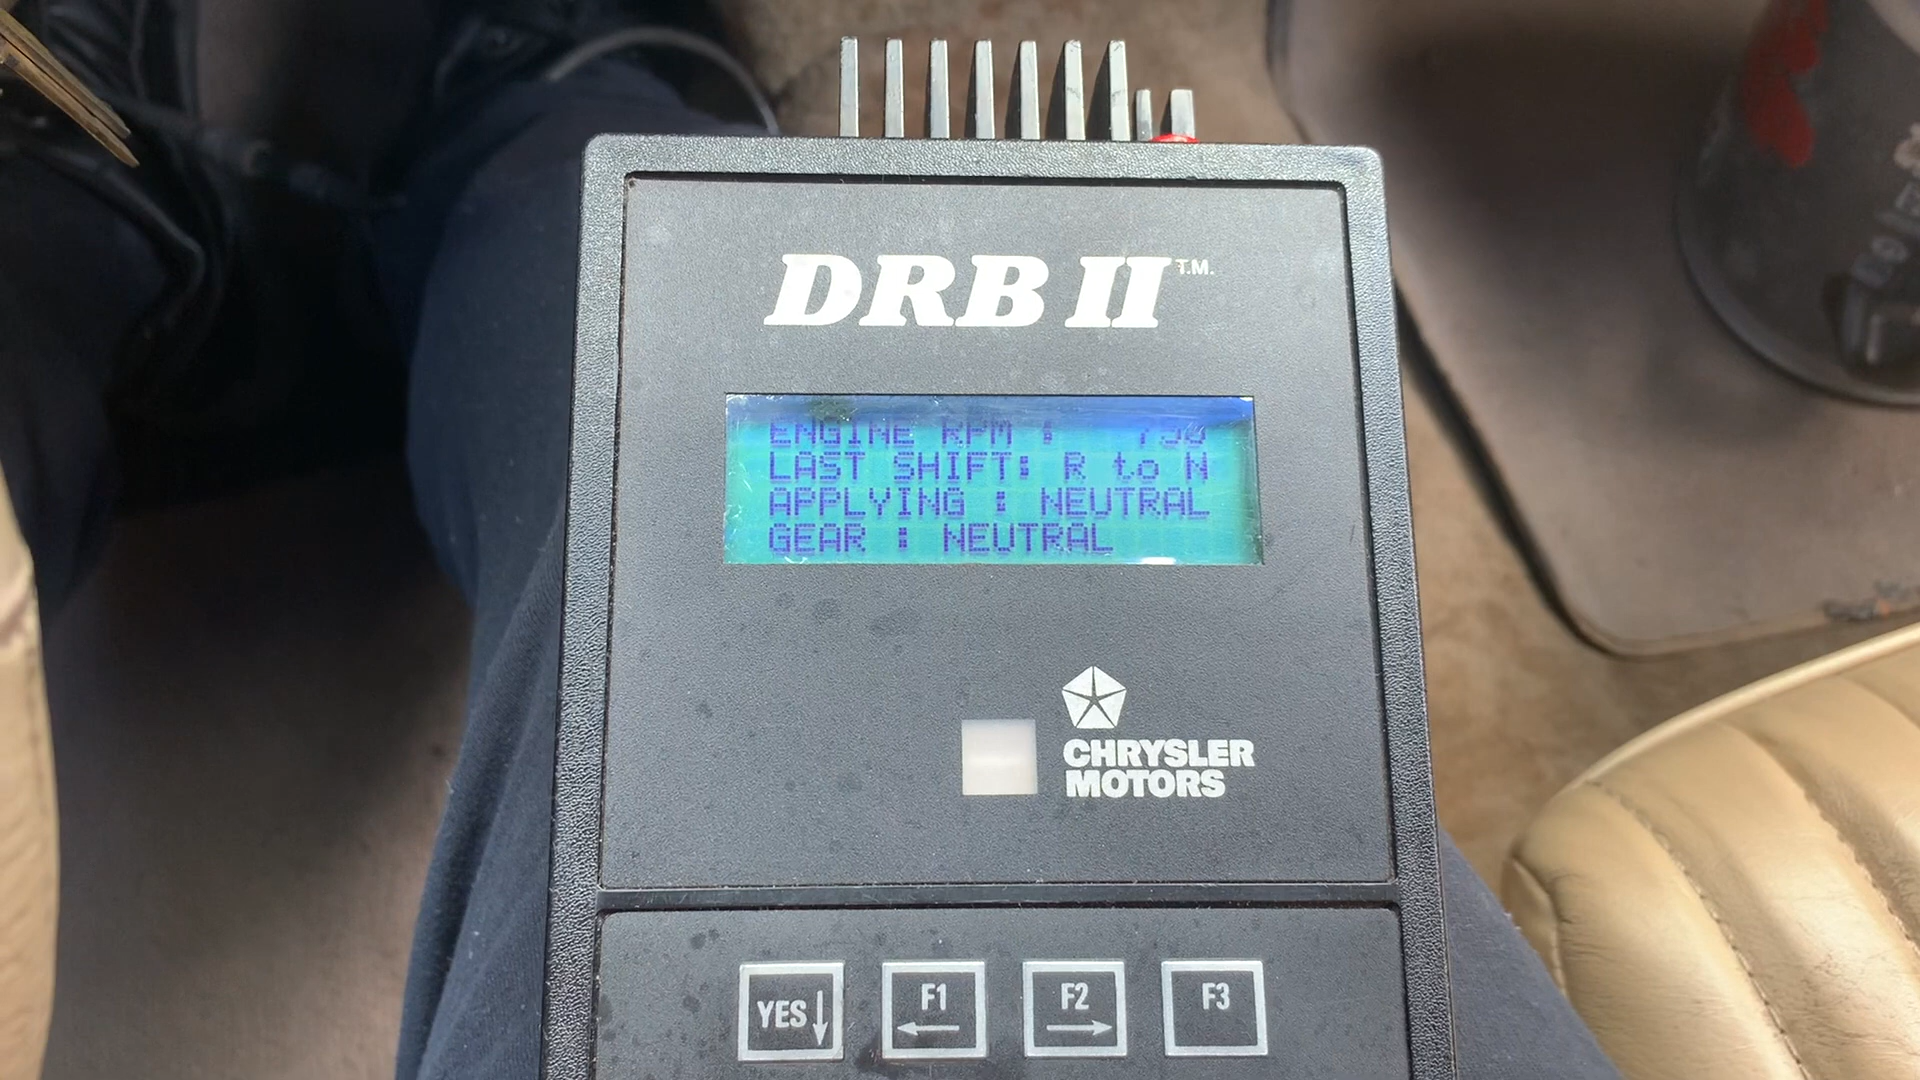 DRB II T.M.
ENGINE RPM :
LAST SHIFT: R to N
APPLYING : NEUTRAL
GEAR : NEUTRAL
CHRYSLER
MOTORS
YES
F1
F2
F3